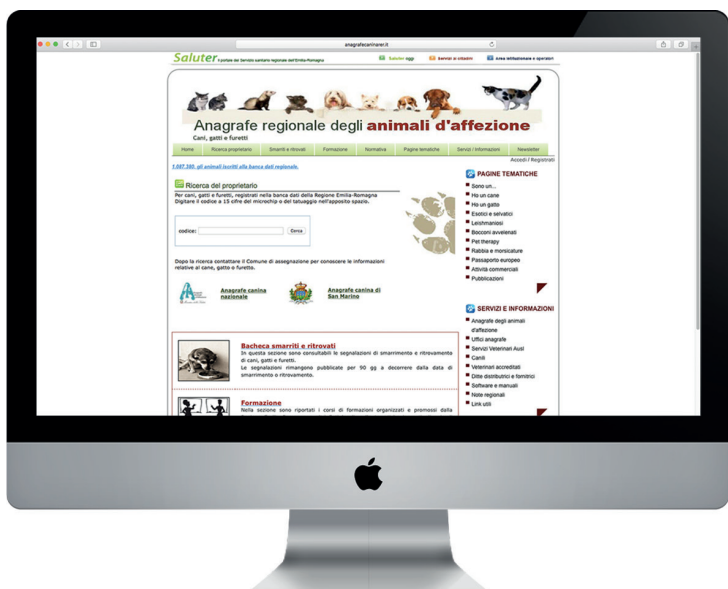 anagrafecaninarer.it
Saluter il portale del Servizio sanitario regionale dell'Emilia-Romagna
Saluter oggi
Servizi ai cittadini
Area istituzionale e operatori
Anagrafe regionale degli animali d'affezione
Cani, gatti e furetti
Home
Ricerca proprietario
Smarriti e ritrovati
Formazione
Normativa
Pagine tematiche
Servizi / Informazioni
Newsletter
Accedi / Registrati
1.087.380. gli animali iscritti alla banca dati regionale.
Ricerca del proprietario
Per cani, gatti e furetti, registrati nella banca dati della Regione Emilia-Romagna
Digitare il codice a 15 cifre del microchip o del tatuaggio nell'apposito spazio.
codice:
Cerca
Dopo la ricerca contattare il Comune di assegnazione per conoscere le informazioni
relative al cane, gatto o furetto.
Anagrafe canina
nazionale
Anagrafe canina di
San Marino
Bacheca smarriti e ritrovati
In questa sezione sono consultabili le segnalazioni di smarrimento e ritrovamento
di cani, gatti e furetti.
Le segnalazioni rimangono pubblicate per 90 gg a decorrere dalla data di
smarrimento o ritrovamento.
Formazione
Nella sezione sono riportati i corsi di formazioni organizzati e promossi dalla
PAGINE TEMATICHE
Sono un...
Ho un cane
Ho un gatto
Esotici e selvatici
Leishmaniosi
Bocconi avvelenati
Pet therapy
Rabbia e morsicature
Passaporto europeo
Attività commerciali
Pubblicazioni
SERVIZI E INFORMAZIONI
Anagrafe degli animali
d'affezione
Uffici anagrafe
Servizi Veterinari Ausl
Canili
Veterinari accreditati
Ditte distributrici e fornitrici
Software e manuali
Note regionali
Link utili